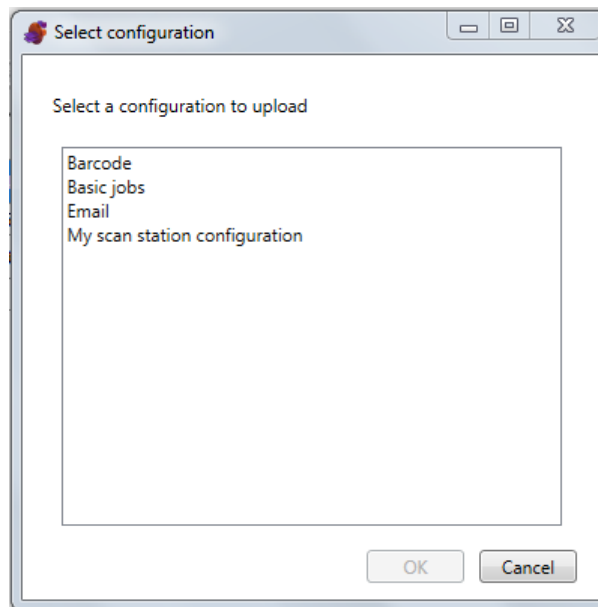 Select configuration
Select a configuration to upload
Barcode
Basic jobs
Email
My scan station configuration
OK
Cancel